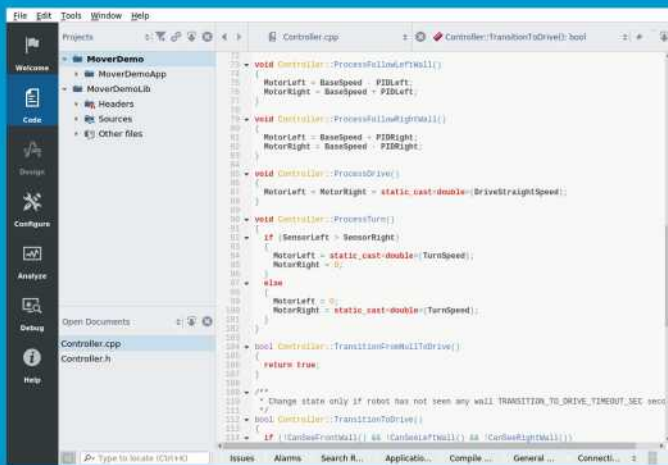 File Edit Tools Window Help
Projects
Controller.cpp
Controller::TransitionToDrive(): bool
Welcome
Code
Design
Configure
Analyze
Debug
Help
MoverDemo
MoverDemoApp
MoverDemoLib
Headers
Sources
Other files
Open Documents
Controller.cpp
Controller.h
void Controller::ProcessFollowLeftWall()
{
MotorLeft = BaseSpeed - PIDLeft;
MotorRight = BaseSpeed + PIDLeft;
}
void Controller::ProcessFollowRightWall()
{
MotorLeft = BaseSpeed + PIDRight;
MotorRight = BaseSpeed - PIDRight;
}
void Controller::ProcessDrive()
{
MotorLeft = MotorRight = static_cast<double>(DriveStraightSpeed);
}
void Controller::ProcessTurn()
{
if (SensorLeft > SensorRight)
{
MotorLeft = static_cast<double>(TurnSpeed);
MotorRight = 0;
}
else
{
MotorLeft = 0;
MotorRight = static_cast<double>(TurnSpeed);
}
}
bool Controller::TransitionFromNullToDrive()
{
return true;
}
/**
* Change state only if robot has not seen any wall TRANSITION_TO_DRIVE_TIMEOUT_SEC secon
*/
bool Controller::TransitionToDrive()
{
if (!CanSeeFrontWall() && !CanSeeLeftWall() && !CanSeeRightWall())
Type to locate (Ctrl+K)
Issues Alarms Search R... Applicatio... Compile ... General ... Connecti...